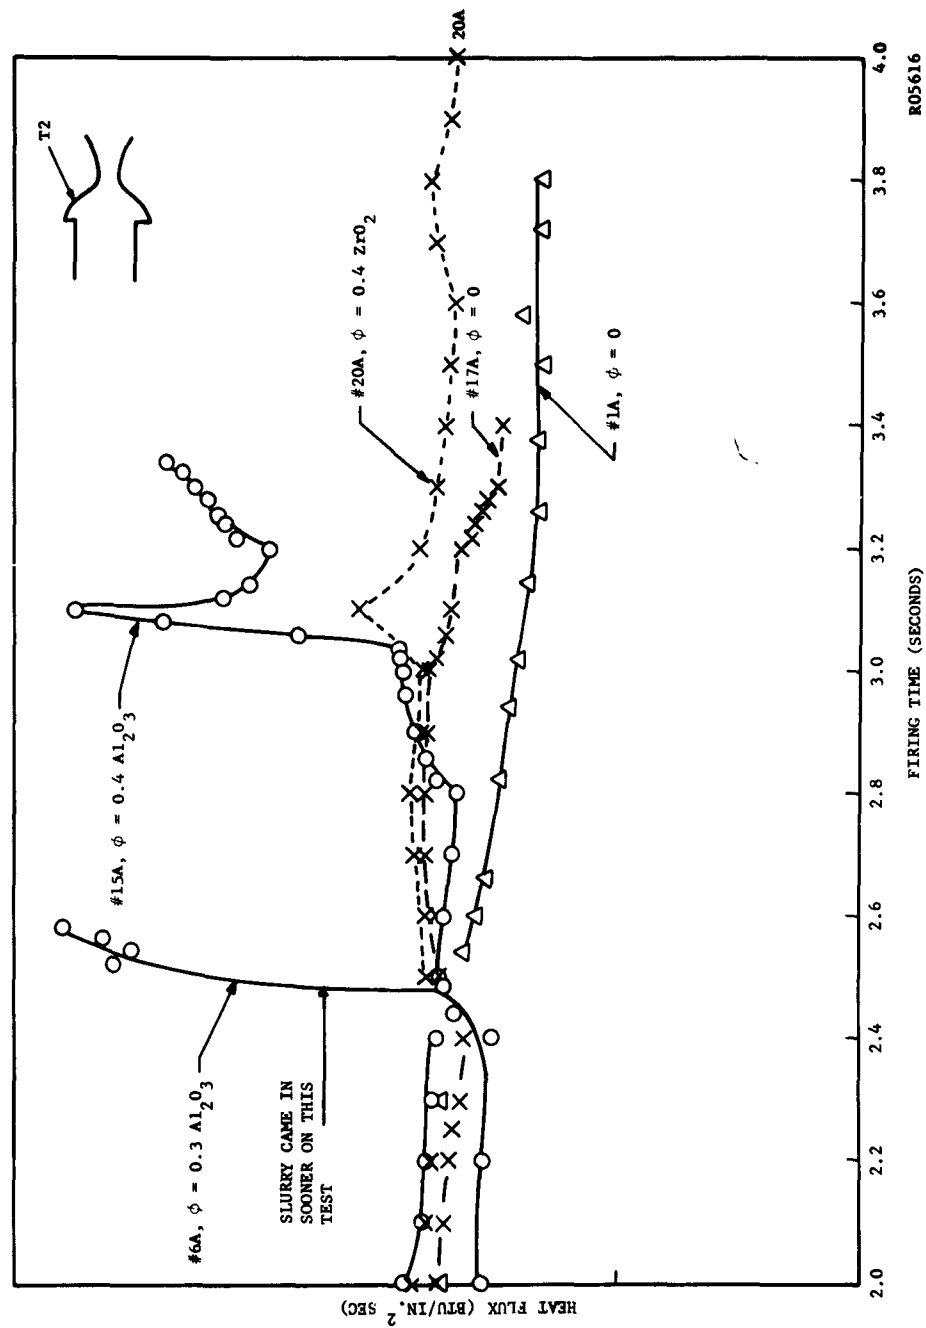 T2
20A
#20A, φ = 0.4 ZrO2
#17A, φ = 0
#1A, φ = 0
#15A, φ = 0.4 Al2O3
#6A, φ = 0.3 Al2O3
SLURRY CAME IN
SOONER ON THIS
TEST
HEAT FLUX (BTU/IN.2 SEC)
2.0 2.2 2.4 2.6 2.8 3.0 3.2 3.4 3.6 3.8 4.0
FIRING TIME (SECONDS)
R05616